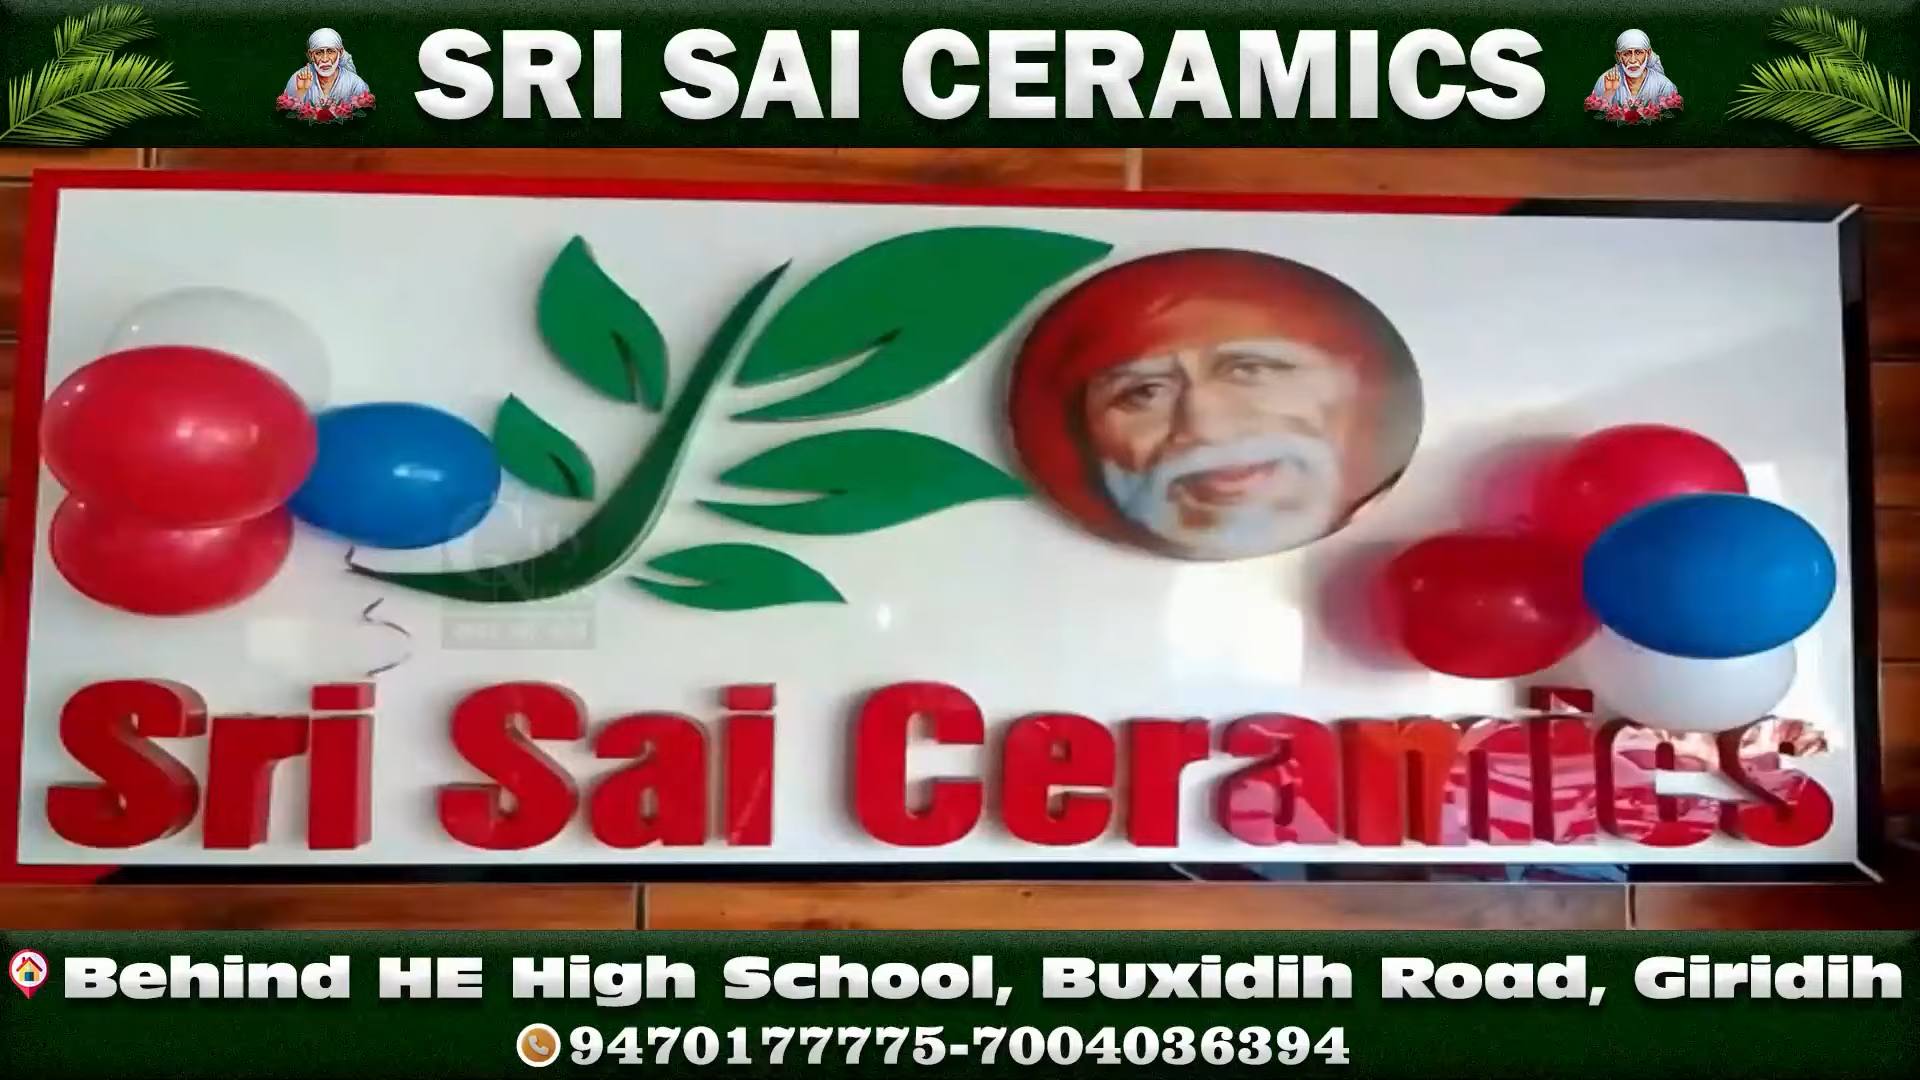 SRI SAI CERAMICS
Sri Sai Ceramics
Behind HE High School, Buxidih Road, Giridih
9470177775-7004036394